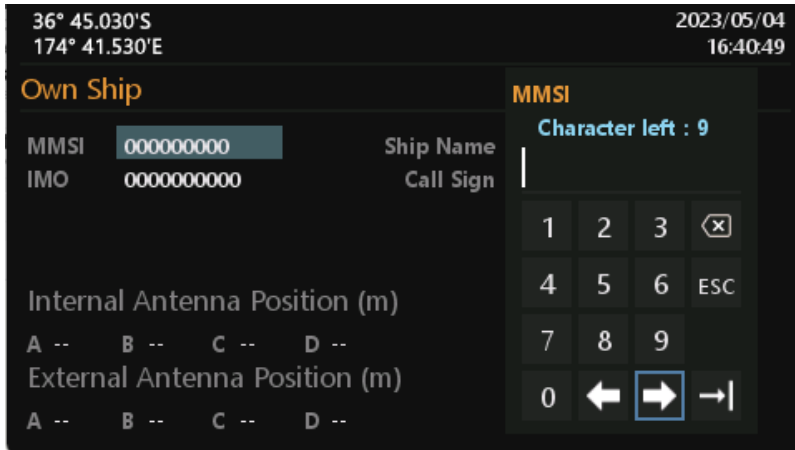 36° 45.030'S
174° 41.530'E
2023/05/04
16:40:49
Own Ship
MMSI 000000000 Ship Name
IMO 0000000000 Call Sign
Internal Antenna Position (m)
A -- B -- C -- D --
External Antenna Position (m)
A -- B -- C -- D --
MMSI
Character left : 9
1 2 3
4 5 6 ESC
7 8 9
0